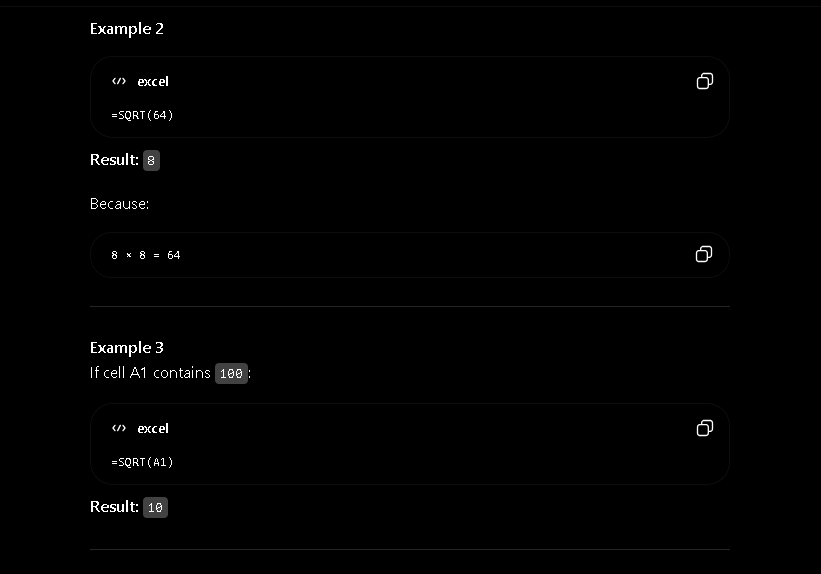 Example 2
excel
=SQRT(64)
Result: 8
Because:
8 × 8 = 64
Example 3
If cell A1 contains 100:
excel
=SQRT(A1)
Result: 10